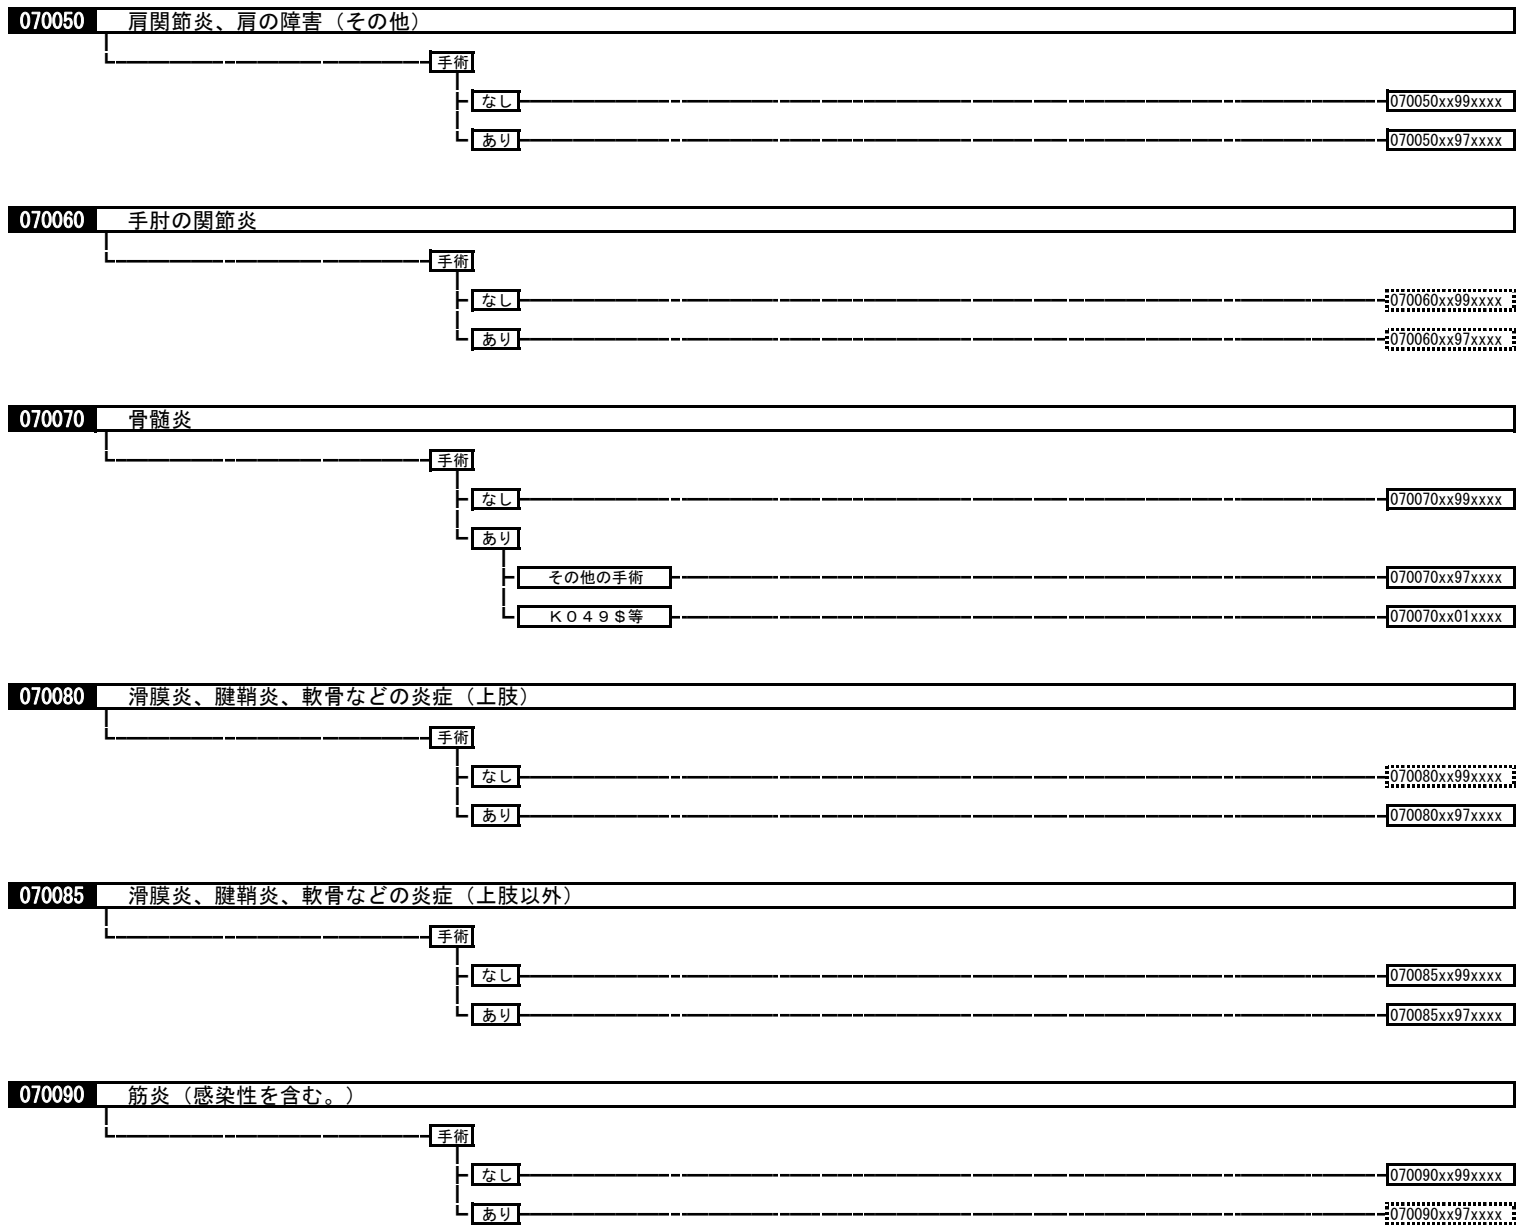 070050 肩関節炎、肩の障害（その他）
手術
なし 070050xx99xxxx
あり 070050xx97xxxx
070060 手肘の関節炎
手術
なし 070060xx99xxxx
あり 070060xx97xxxx
070070 骨髄炎
手術
なし 070070xx99xxxx
あり
その他の手術 070070xx97xxxx
Ｋ０４９＄等 070070xx01xxxx
070080 滑膜炎、腱鞘炎、軟骨などの炎症（上肢）
手術
なし 070080xx99xxxx
あり 070080xx97xxxx
070085 滑膜炎、腱鞘炎、軟骨などの炎症（上肢以外）
手術
なし 070085xx99xxxx
あり 070085xx97xxxx
070090 筋炎（感染性を含む。）
手術
なし 070090xx99xxxx
あり 070090xx97xxxx